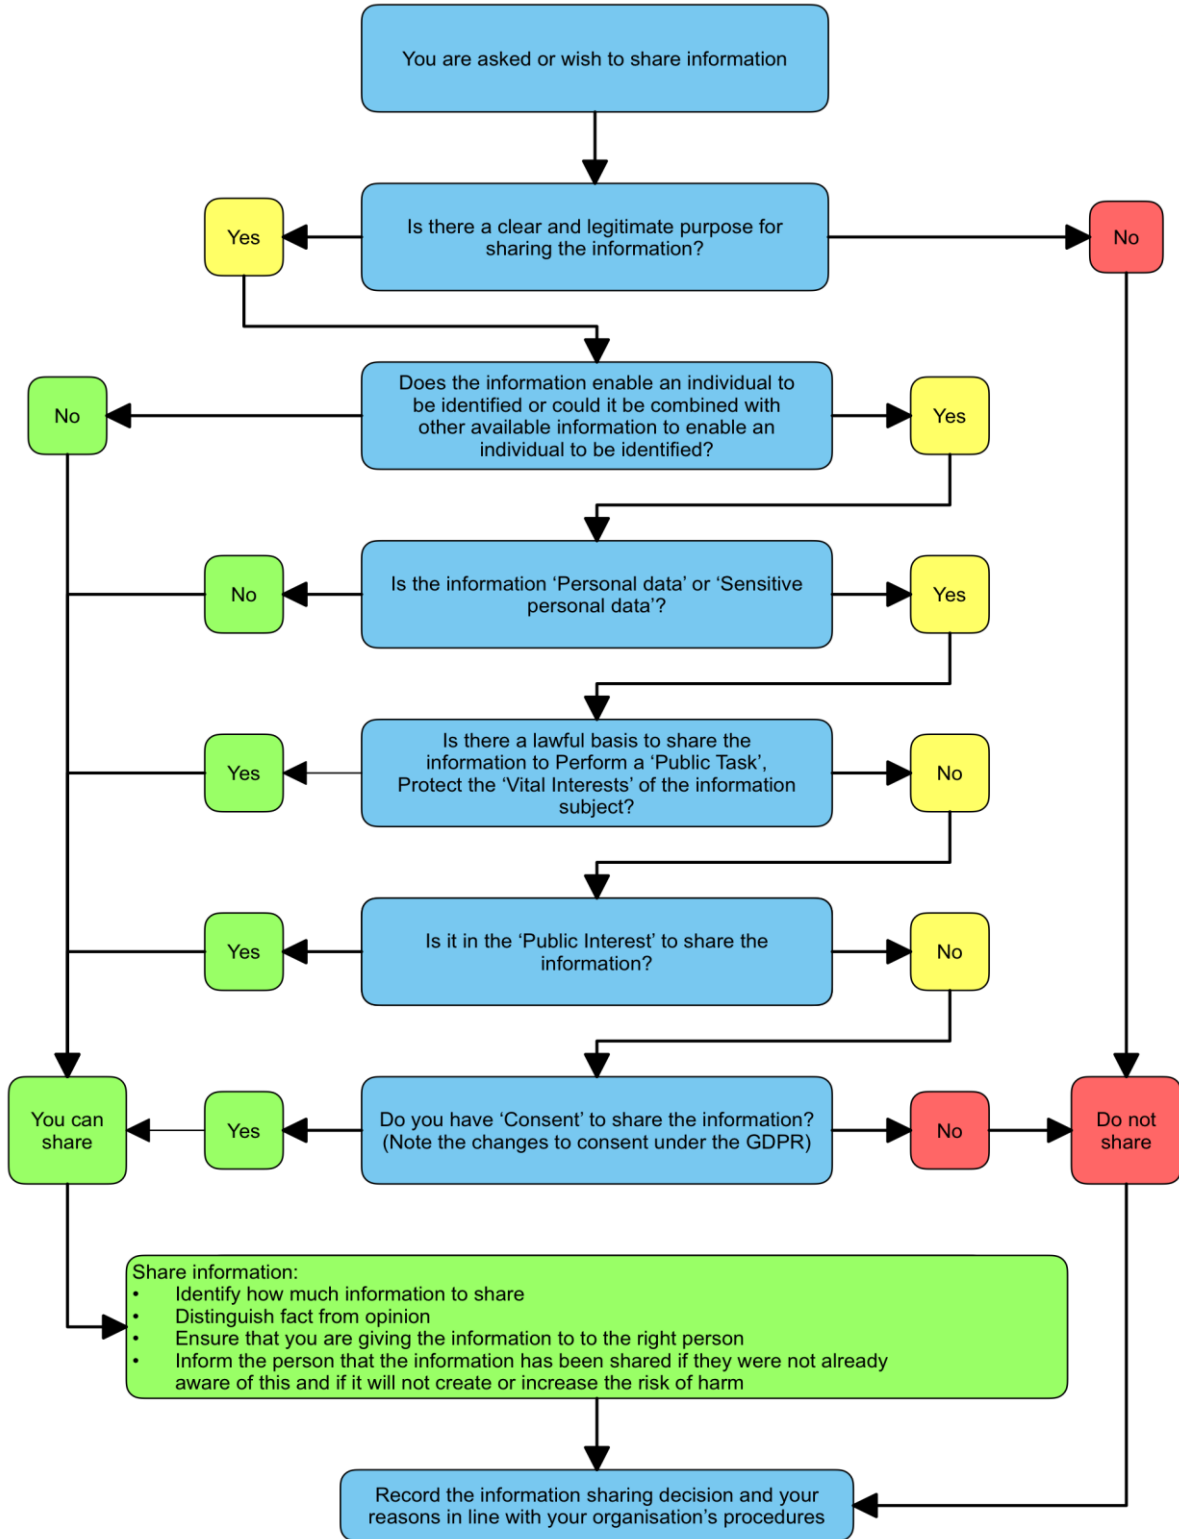 You are asked or wish to share information
Is there a clear and legitimate purpose for
sharing the information?
Yes
No
Does the information enable an individual to
be identified or could it be combined with
other available information to enable an
individual to be identified?
No
Yes
Is the information ‘Personal data’ or ‘Sensitive
personal data’?
No
Yes
Is there a lawful basis to share the
information to Perform a ‘Public Task’,
Protect the ‘Vital Interests’ of the information
subject?
Yes
No
Is it in the ‘Public Interest’ to share the
information?
Yes
No
You can
share
Yes
Do you have ‘Consent’ to share the information?
(Note the changes to consent under the GDPR)
No
Do not
share
Share information:
• Identify how much information to share
• Distinguish fact from opinion
• Ensure that you are giving the information to to the right person
• Inform the person that the information has been shared if they were not already
aware of this and if it will not create or increase the risk of harm
Record the information sharing decision and your
reasons in line with your organisation’s procedures